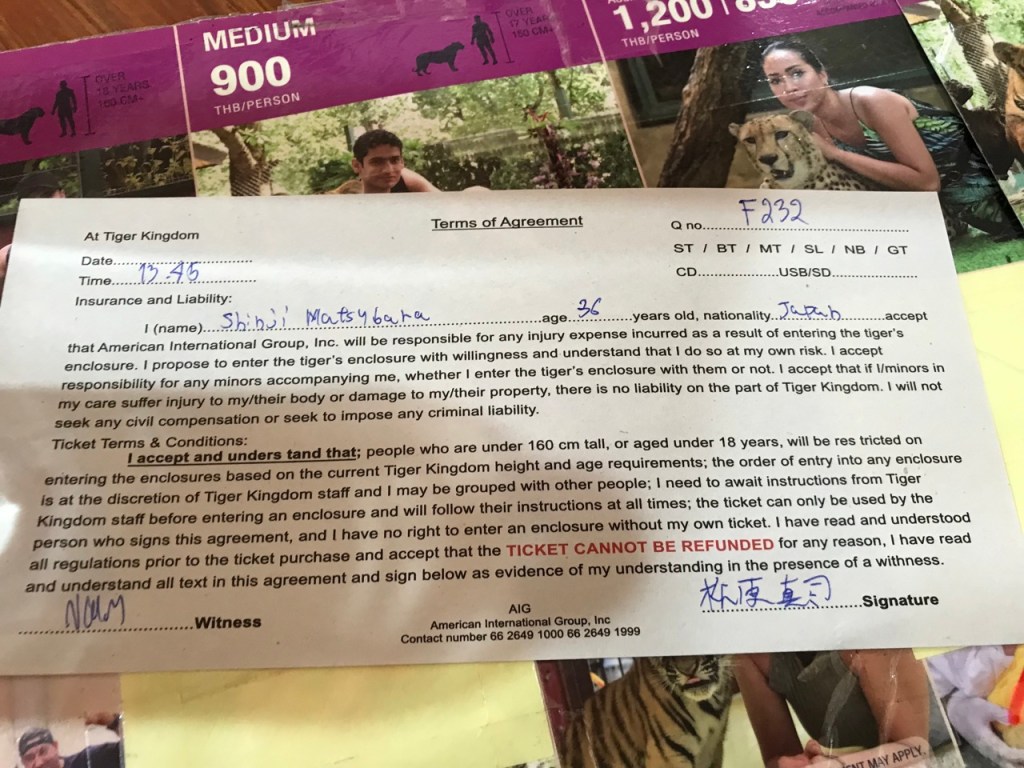 MEDIUM
900
THB/PERSON
OVER
15 YEARS
160 CM+
OVER
17 YEAR
150 CM+
1,200
THB/PERSON
Terms of Agreement
At Tiger Kingdom
Q no. F232
Date
ST / BT / MT / SL / NB / GT
Time 13.45
CD USB/SD
Insurance and Liability:
I (name) Shinji Matsybara age 36 years old, nationality Japan accept
that American International Group, Inc. will be responsible for any injury expense incurred as a result of entering the tiger's
enclosure. I propose to enter the tiger's enclosure with willingness and understand that I do so at my own risk. I accept
responsibility for any minors accompanying me, whether I enter the tiger's enclosure with them or not. I accept that if I/minors in
my care suffer injury to my/their body or damage to my/their property, there is no liability on the part of Tiger Kingdom. I will not
seek any civil compensation or seek to impose any criminal liability.
Ticket Terms & Conditions:
I accept and unders tand that; people who are under 160 cm tall, or aged under 18 years, will be res tricted on
entering the enclosures based on the current Tiger Kingdom height and age requirements; the order of entry into any enclosure
is at the discretion of Tiger Kingdom staff and I may be grouped with other people; I need to await instructions from Tiger
Kingdom staff before entering an enclosure and will follow their instructions at all times; the ticket can only be used by the
person who signs this agreement, and I have no right to enter an enclosure without my own ticket. I have read and understood
all regulations prior to the ticket purchase and accept that the TICKET CANNOT BE REFUNDED for any reason, I have read
and understand all text in this agreement and sign below as evidence of my understanding in the presence of a withness.
Witness
真司 Signature
AIG
American International Group, Inc
Contact number 66 2649 1000 66 2649 1999
MAY APPLY.